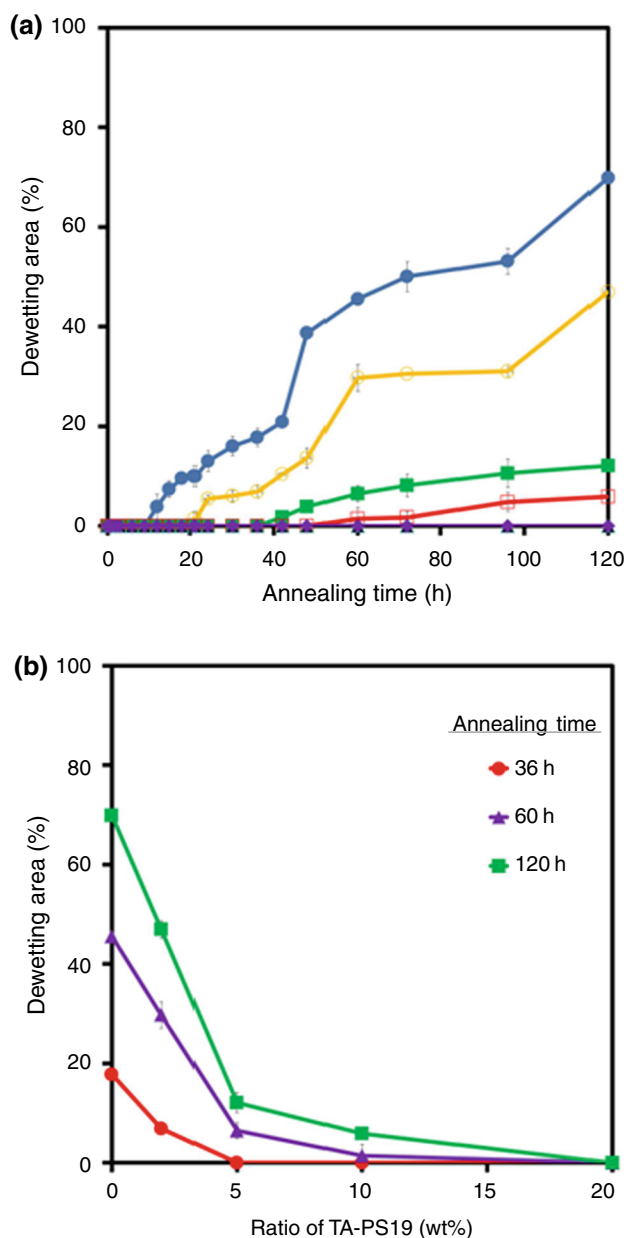 (a)
100
80
60
40
20
0
Dewetting area (%)
0 20 40 60 80 100 120
Annealing time (h)
(b)
100
80
60
40
20
0
Dewetting area (%)
Annealing time
36 h
60 h
120 h
0 5 10 15 20
Ratio of TA-PS19 (wt%)